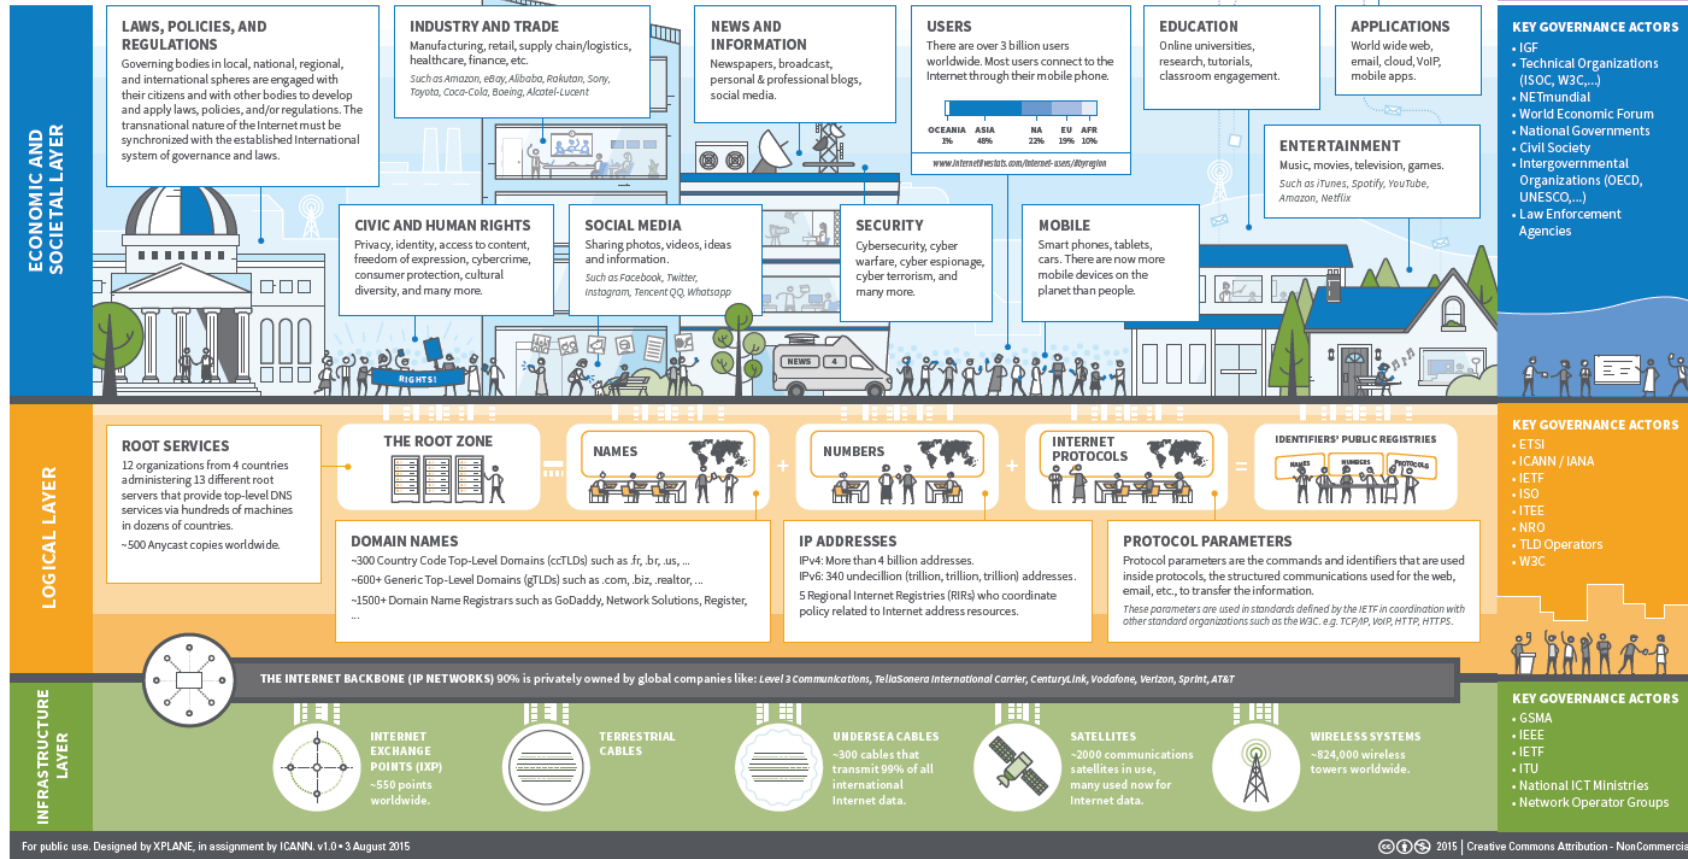 ECONOMIC AND
SOCIETAL LAYER
LAWS, POLICIES, AND
REGULATIONS
Governing bodies in local, national, regional,
and international spheres are engaged with
their citizens and with other bodies to develop
and apply laws, policies, and/or regulations. The
transnational nature of the Internet must be
synchronized with the established International
system of governance and laws.
INDUSTRY AND TRADE
Manufacturing, retail, supply chain/logistics,
healthcare, finance, etc.
Such as Amazon, eBay, Alibaba, Rakutan, Sony,
Toyota, Coca-Cola, Boeing, Alcatel-Lucent
NEWS AND
INFORMATION
Newspapers, broadcast,
personal & professional blogs,
social media.
USERS
There are over 3 billion users
worldwide. Most users connect to the
Internet through their mobile phone.
OCEANIA ASIA NA EU AFR
1% 48% 22% 19% 10%
www.internetlivestats.com/internet-users/#byregion
EDUCATION
Online universities,
research, tutorials,
classroom engagement.
APPLICATIONS
World wide web,
email, cloud, VoIP,
mobile apps.
ENTERTAINMENT
Music, movies, television, games.
Such as iTunes, Spotify, YouTube,
Amazon, Netflix
CIVIC AND HUMAN RIGHTS
Privacy, identity, access to content,
freedom of expression, cybercrime,
consumer protection, cultural
diversity, and many more.
SOCIAL MEDIA
Sharing photos, videos, ideas
and information.
Such as Facebook, Twitter,
Instagram, Tencent QQ, Whatsapp
SECURITY
Cybersecurity, cyber
warfare, cyber espionage,
cyber terrorism, and
many more.
MOBILE
Smart phones, tablets,
cars. There are now more
mobile devices on the
planet than people.
RIGHTS!
NEWS 4
KEY GOVERNANCE ACTORS
• IGF
• Technical Organizations
(ISOC, W3C,...)
• NETmundial
• World Economic Forum
• National Governments
• Civil Society
• Intergovernmental
Organizations (OECD,
UNESCO,...)
• Law Enforcement
Agencies
LOGICAL LAYER
ROOT SERVICES
12 organizations from 4 countries
administering 13 different root
servers that provide top-level DNS
services via hundreds of machines
in dozens of countries.
~500 Anycast copies worldwide.
THE ROOT ZONE
=
NAMES
+
NUMBERS
+
INTERNET
PROTOCOLS
=
IDENTIFIERS' PUBLIC REGISTRIES
NAMES NUMBERS PROTOCOLS
DOMAIN NAMES
~300 Country Code Top-Level Domains (ccTLDs) such as .fr, .br, .us, ...
~600+ Generic Top-Level Domains (gTLDs) such as .com, .biz, .realtor, ...
~1500+ Domain Name Registrars such as GoDaddy, Network Solutions, Register,
...
IP ADDRESSES
IPv4: More than 4 billion addresses.
IPv6: 340 undecillion (trillion, trillion, trillion) addresses.
5 Regional Internet Registries (RIRs) who coordinate
policy related to Internet address resources.
PROTOCOL PARAMETERS
Protocol parameters are the commands and identifiers that are used
inside protocols, the structured communications used for the web,
email, etc., to transfer the information.
These parameters are used in standards defined by the IETF in coordination with
other standard organizations such as the W3C. e.g. TCP/IP, VoIP, HTTP, HTTPS.
KEY GOVERNANCE ACTORS
• ETSI
• ICANN / IANA
• IETF
• ISO
• ITEE
• NRO
• TLD Operators
• W3C
THE INTERNET BACKBONE (IP NETWORKS) 90% is privately owned by global companies like: Level 3 Communications, TeliaSonera International Carrier, CenturyLink, Vodafone, Verizon, Sprint, AT&T
INFRASTRUCTURE
LAYER
INTERNET
EXCHANGE
POINTS (IXP)
~550 points
worldwide.
TERRESTRIAL
CABLES
UNDERSEA CABLES
~300 cables that
transmit 99% of all
international
Internet data.
SATELLITES
~2000 communications
satellites in use,
many used now for
Internet data.
WIRELESS SYSTEMS
~824,000 wireless
towers worldwide.
KEY GOVERNANCE ACTORS
• GSMA
• IEEE
• IETF
• ITU
• National ICT Ministries
• Network Operator Groups
For public use. Designed by XPLANE, in assignment by ICANN. v1.0 • 3 August 2015
cc 2015 | Creative Commons Attribution - NonCommercia